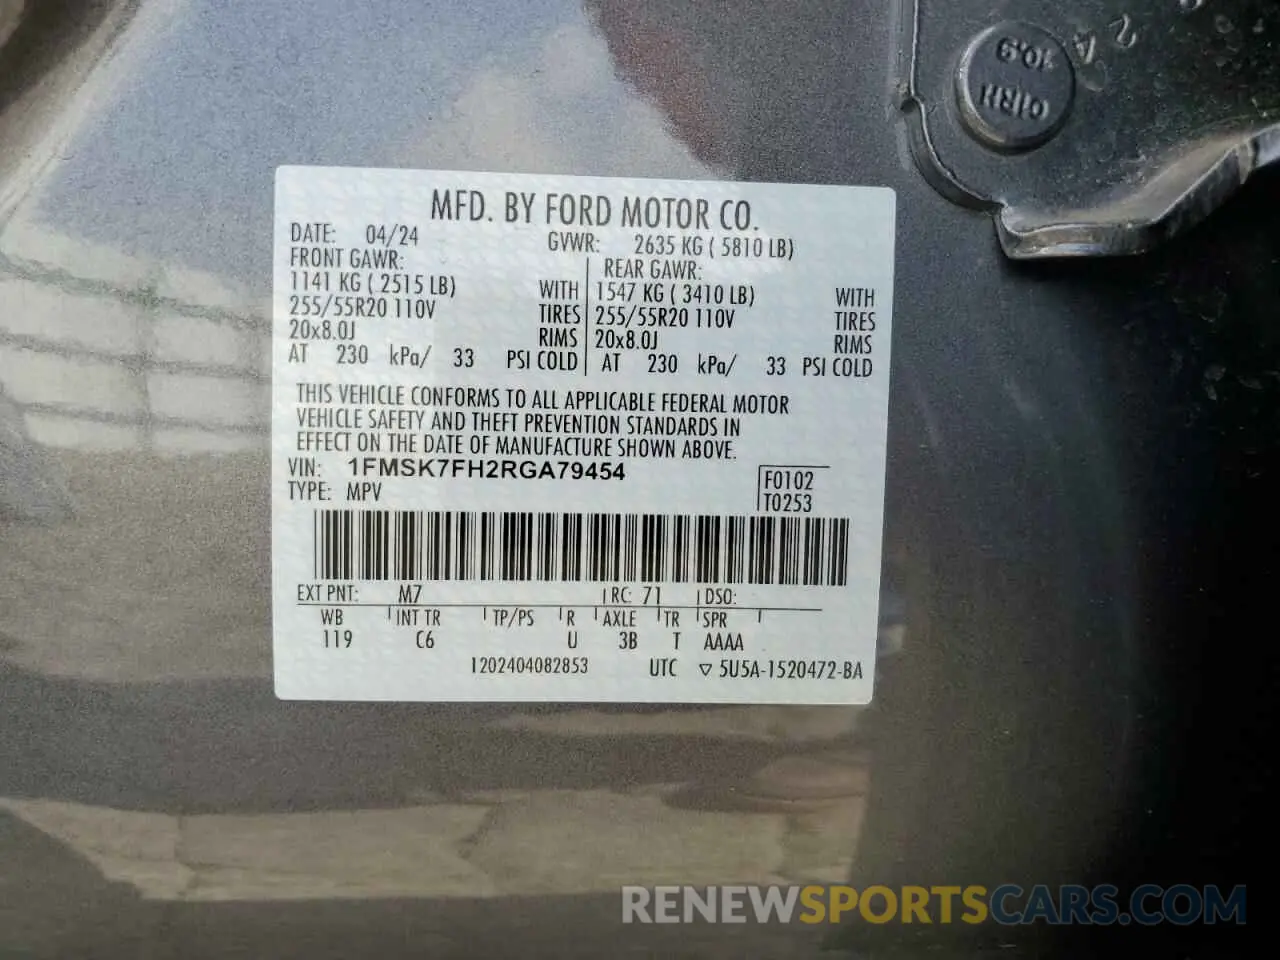 MFD. BY FORD MOTOR CO.
DATE: 04/24 GVWR: 2635 KG ( 5810 LB)
FRONT GAWR: REAR GAWR:
1141 KG ( 2515 LB) WITH 1547 KG ( 3410 LB) WITH
255/55R20 110V TIRES 255/55R20 110V TIRES
20x8.0J RIMS 20x8.0J RIMS
AT 230 kPa/ 33 PSI COLD AT 230 kPa/ 33 PSI COLD
THIS VEHICLE CONFORMS TO ALL APPLICABLE FEDERAL MOTOR
VEHICLE SAFETY AND THEFT PREVENTION STANDARDS IN
EFFECT ON THE DATE OF MANUFACTURE SHOWN ABOVE.
VIN: 1FMSK7FH2RGA79454
TYPE: MPV
F0102
T0253
EXT PNT: M7 RC: 71 DSO:
WB INT TR TP/PS R AXLE TR SPR
119 C6 U 3B T AAAA
1202404082853 UTC ▽ 5U5A-1520472-BA
10.9
2 4
RENEWSPORTSCARS.COM